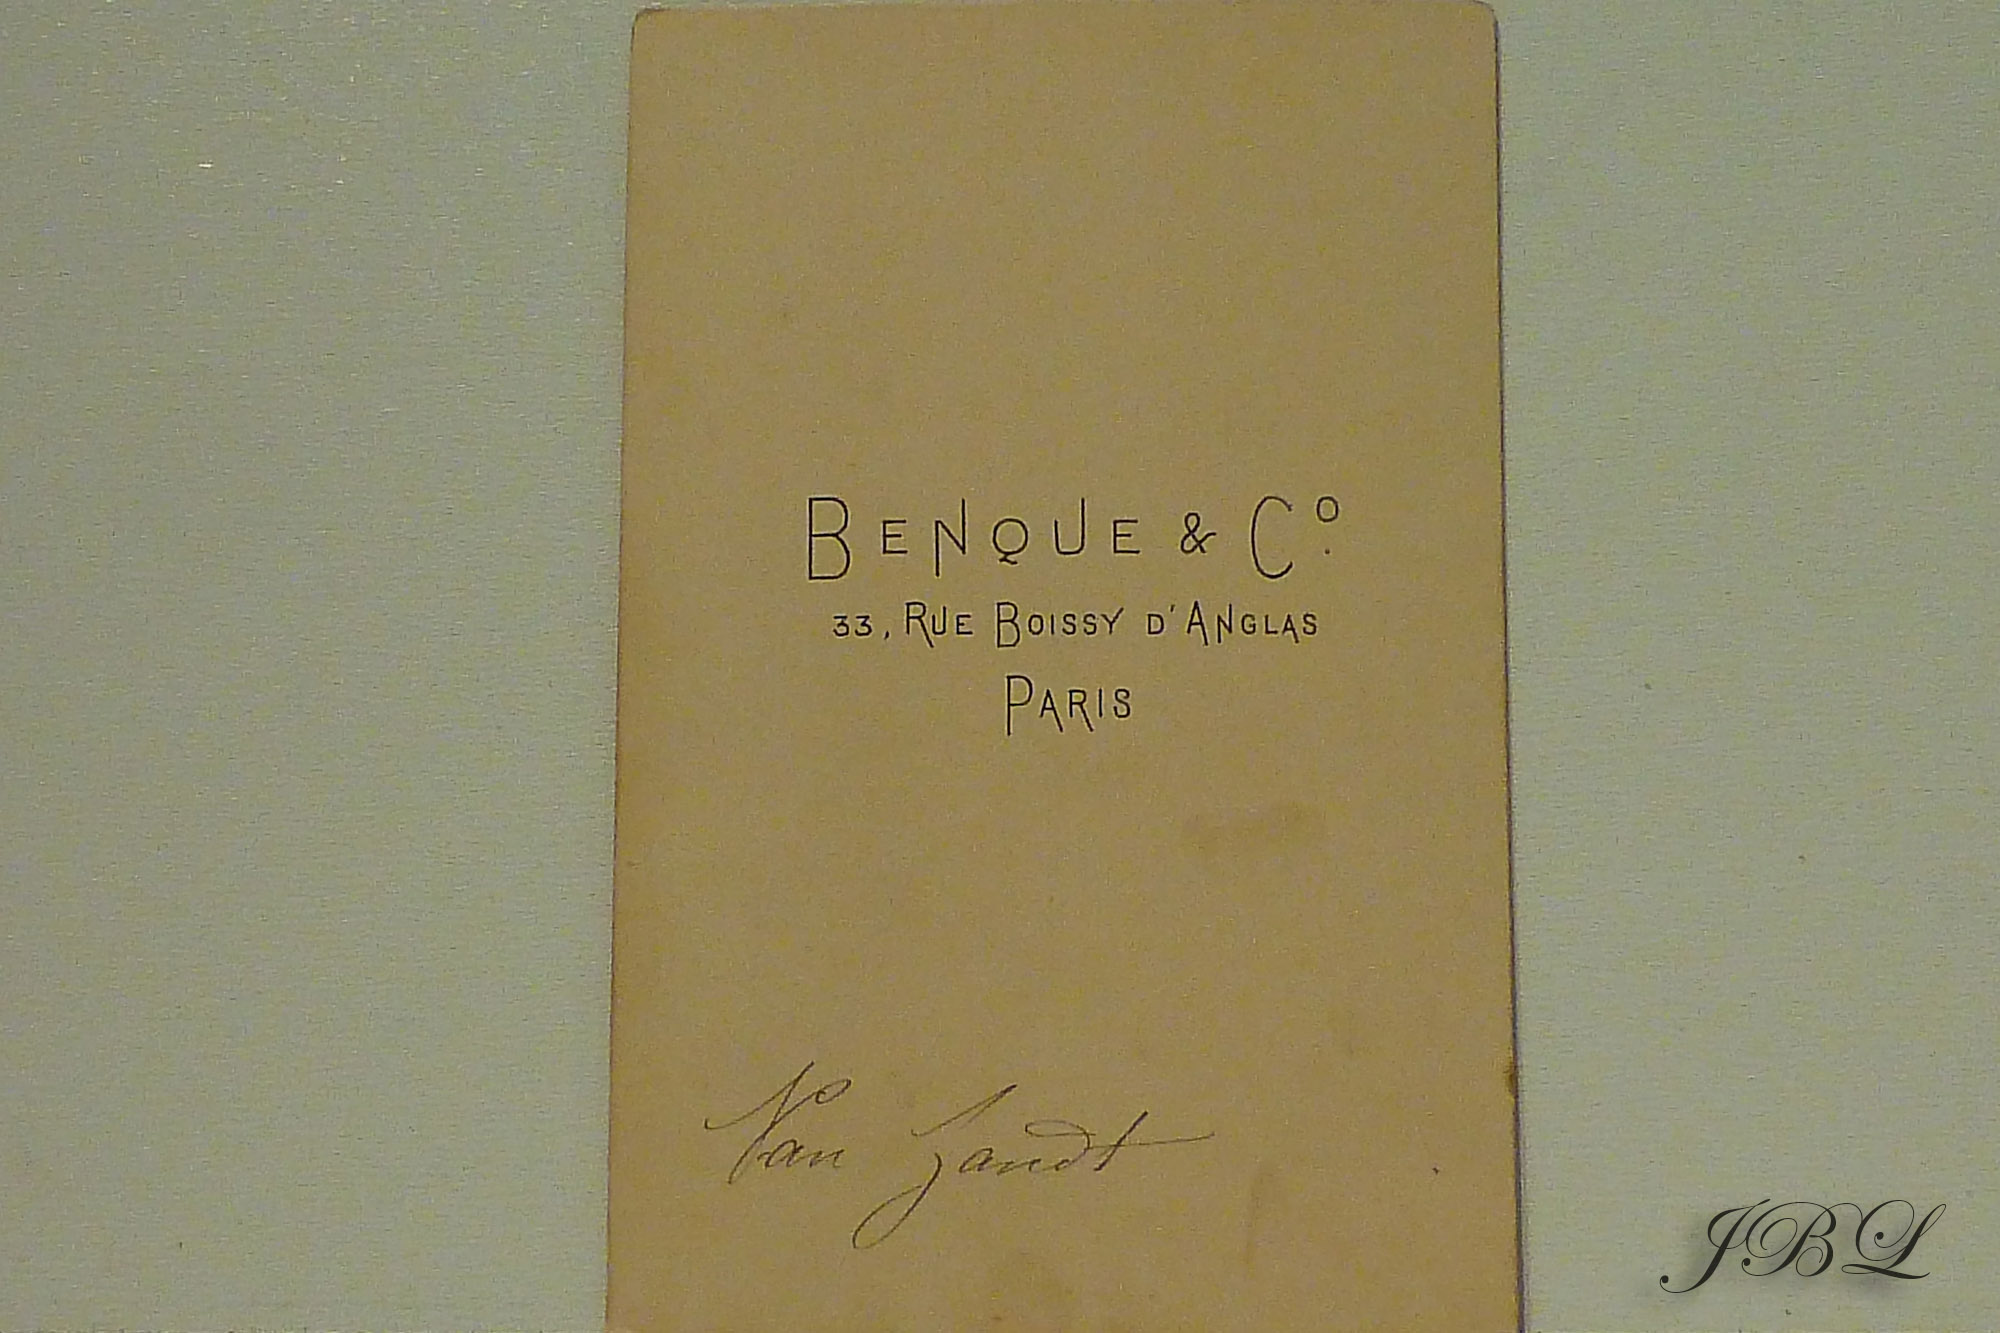 BENQUE & Cº.
33, RUE BOISSY D'ANGLAS
PARIS
Van Zandt
JBL